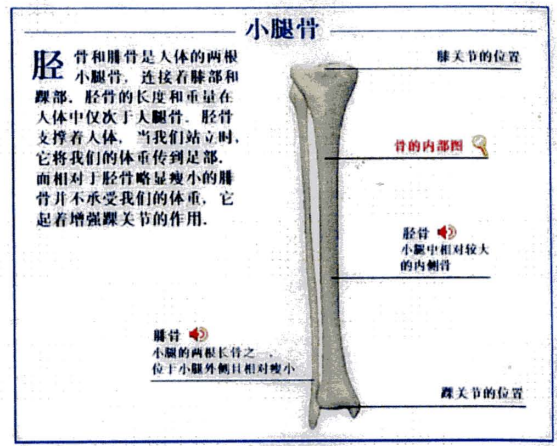 小腿骨
胫骨和腓骨是人体的两根
小腿骨，连接着膝部和
踝部．胫骨的长度和重量在
人体中仅次于大腿骨．胫骨
支撑着人体，当我们站立时，
它将我们的体重传到足部．
而相对于胫骨略显瘦小的腓
骨并不承受我们的体重，它
起着增强踝关节的作用．
膝关节的位置
骨的内部图
胫骨
小腿中相对较大
的内侧骨
腓骨
小腿的两根长骨之一，
位于小腿外侧且相对瘦小
踝关节的位置